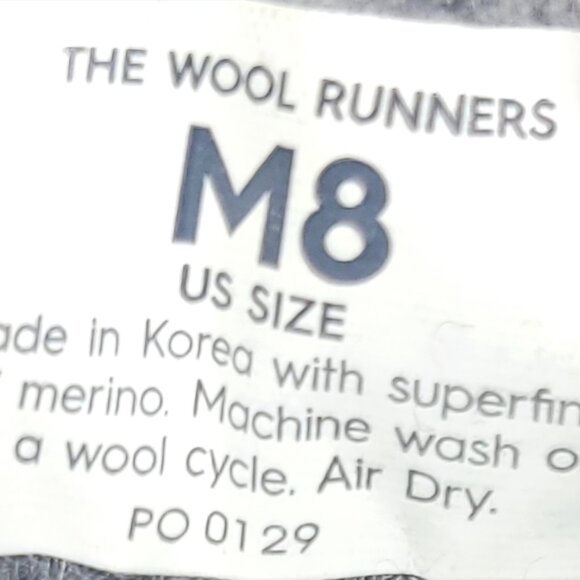 THE WOOL RUNNERS
M8
US SIZE
ade in Korea with superfin
merino. Machine wash o
a wool cycle. Air Dry.
PO 0129